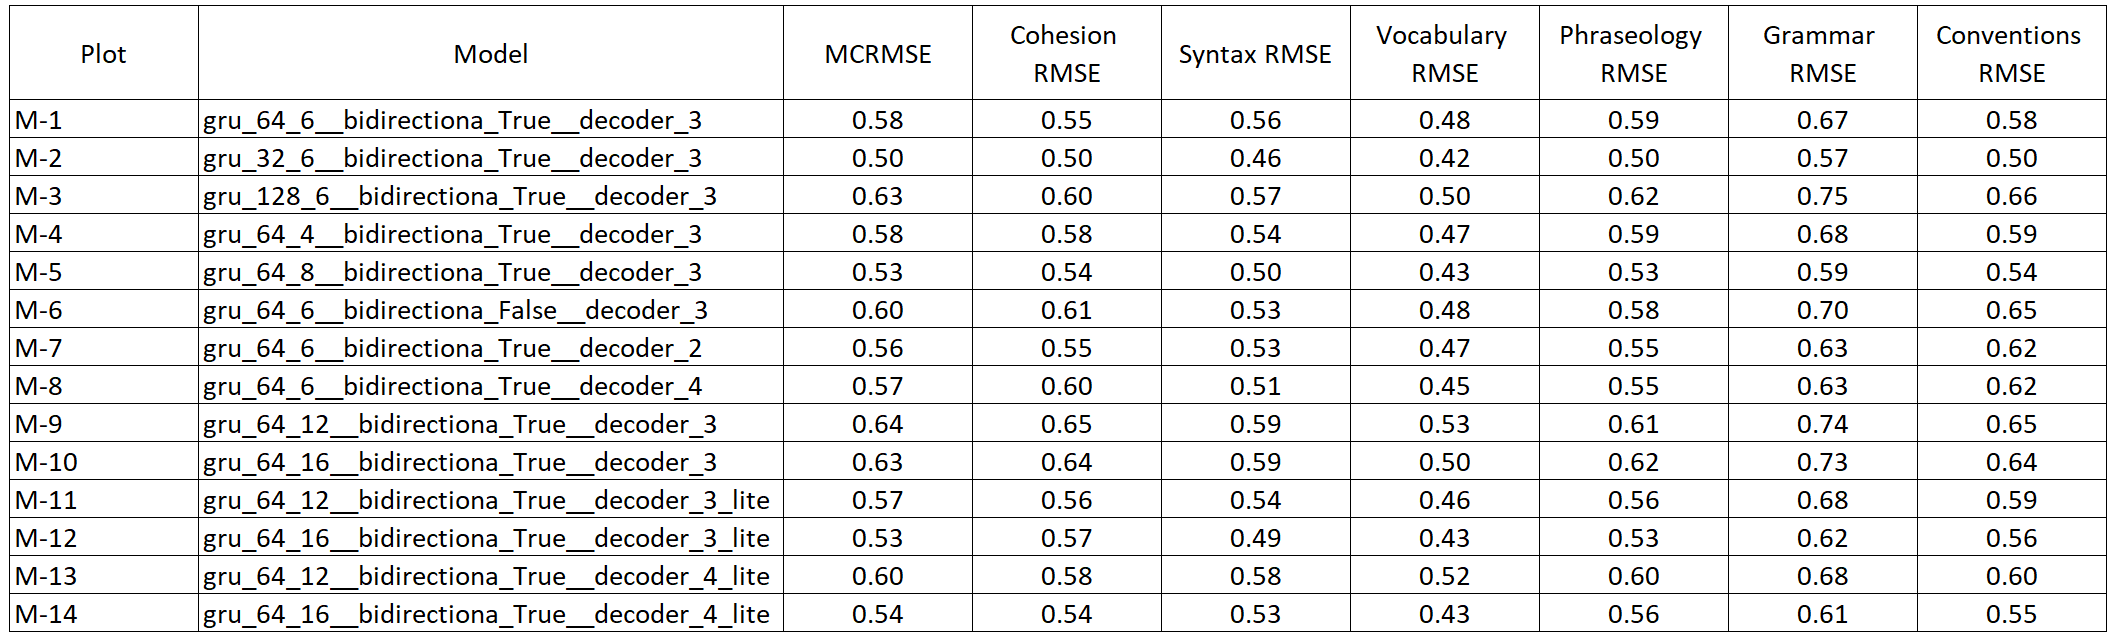 Plot Model MCRMSE Cohesion RMSE Syntax RMSE Vocabulary RMSE Phraseology RMSE Grammar RMSE Conventions RMSE
M-1 gru_64_6__bidirectiona_True__decoder_3 0.58 0.55 0.56 0.48 0.59 0.67 0.58
M-2 gru_32_6__bidirectiona_True__decoder_3 0.50 0.50 0.46 0.42 0.50 0.57 0.50
M-3 gru_128_6__bidirectiona_True__decoder_3 0.63 0.60 0.57 0.50 0.62 0.75 0.66
M-4 gru_64_4__bidirectiona_True__decoder_3 0.58 0.58 0.54 0.47 0.59 0.68 0.59
M-5 gru_64_8__bidirectiona_True__decoder_3 0.53 0.54 0.50 0.43 0.53 0.59 0.54
M-6 gru_64_6__bidirectiona_False__decoder_3 0.60 0.61 0.53 0.48 0.58 0.70 0.65
M-7 gru_64_6__bidirectiona_True__decoder_2 0.56 0.55 0.53 0.47 0.55 0.63 0.62
M-8 gru_64_6__bidirectiona_True__decoder_4 0.57 0.60 0.51 0.45 0.55 0.63 0.62
M-9 gru_64_12__bidirectiona_True__decoder_3 0.64 0.65 0.59 0.53 0.61 0.74 0.65
M-10 gru_64_16__bidirectiona_True__decoder_3 0.63 0.64 0.59 0.50 0.62 0.73 0.64
M-11 gru_64_12__bidirectiona_True__decoder_3_lite 0.57 0.56 0.54 0.46 0.56 0.68 0.59
M-12 gru_64_16__bidirectiona_True__decoder_3_lite 0.53 0.57 0.49 0.43 0.53 0.62 0.56
M-13 gru_64_12__bidirectiona_True__decoder_4_lite 0.60 0.58 0.58 0.52 0.60 0.68 0.60
M-14 gru_64_16__bidirectiona_True__decoder_4_lite 0.54 0.54 0.53 0.43 0.56 0.61 0.55